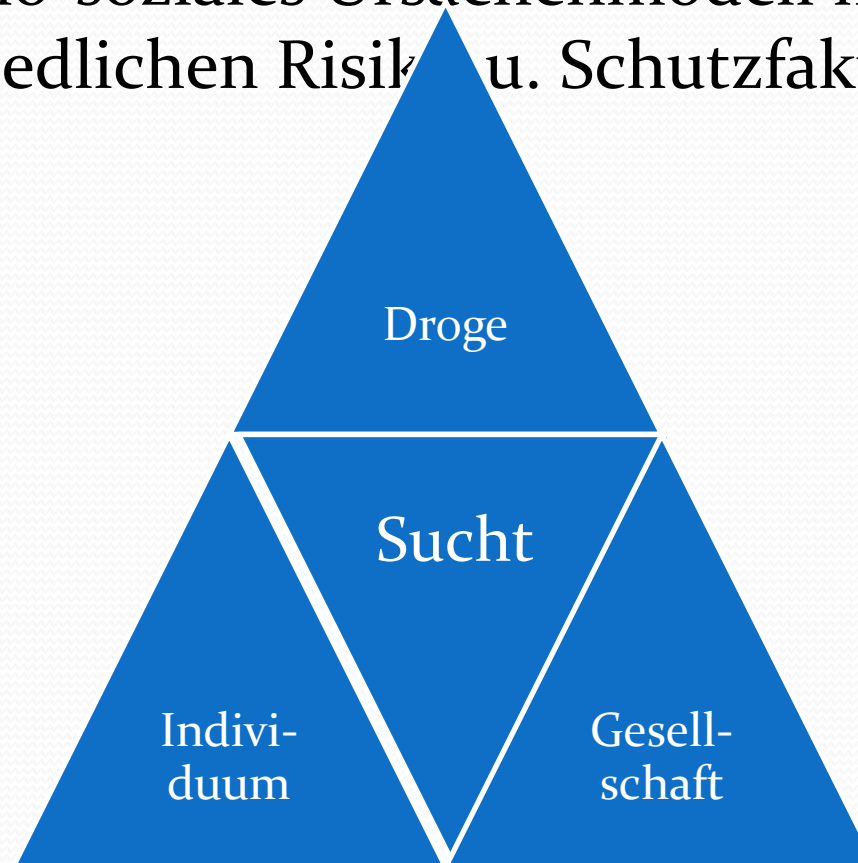 edlichen Risik u. Schutzfak
Droge
Sucht
Indivi-
duum
Gesell-
schaft